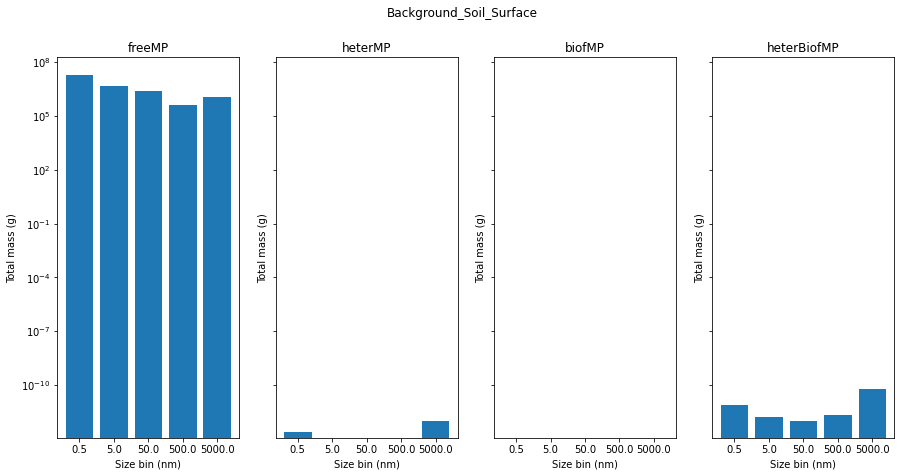 Background_Soil_Surface
freeMP
heterMP
biofMP
heterBiofMP
10⁸
10⁵
10²
10⁻¹
10⁻⁴
10⁻⁷
10⁻¹⁰
Total mass (g)
Total mass (g)
Total mass (g)
Total mass (g)
0.5 5.0 50.0 500.0 5000.0
0.5 5.0 50.0 500.0 5000.0
0.5 5.0 50.0 500.0 5000.0
0.5 5.0 50.0 500.0 5000.0
Size bin (nm)
Size bin (nm)
Size bin (nm)
Size bin (nm)